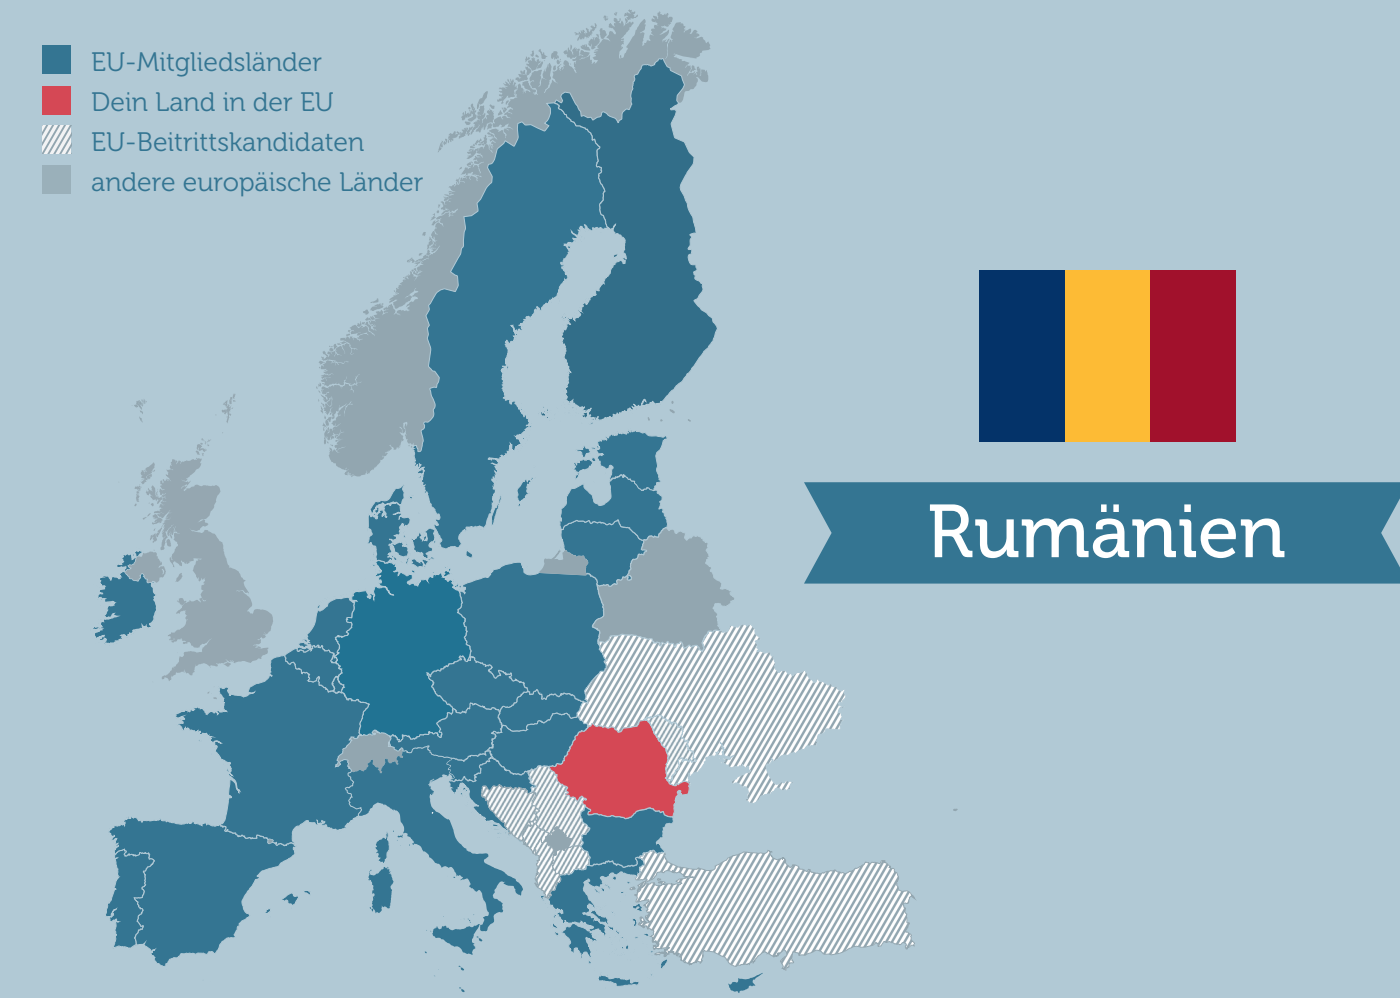 EU-Mitgliedsländer
Dein Land in der EU
EU-Beitrittskandidaten
andere europäische Länder
Rumänien